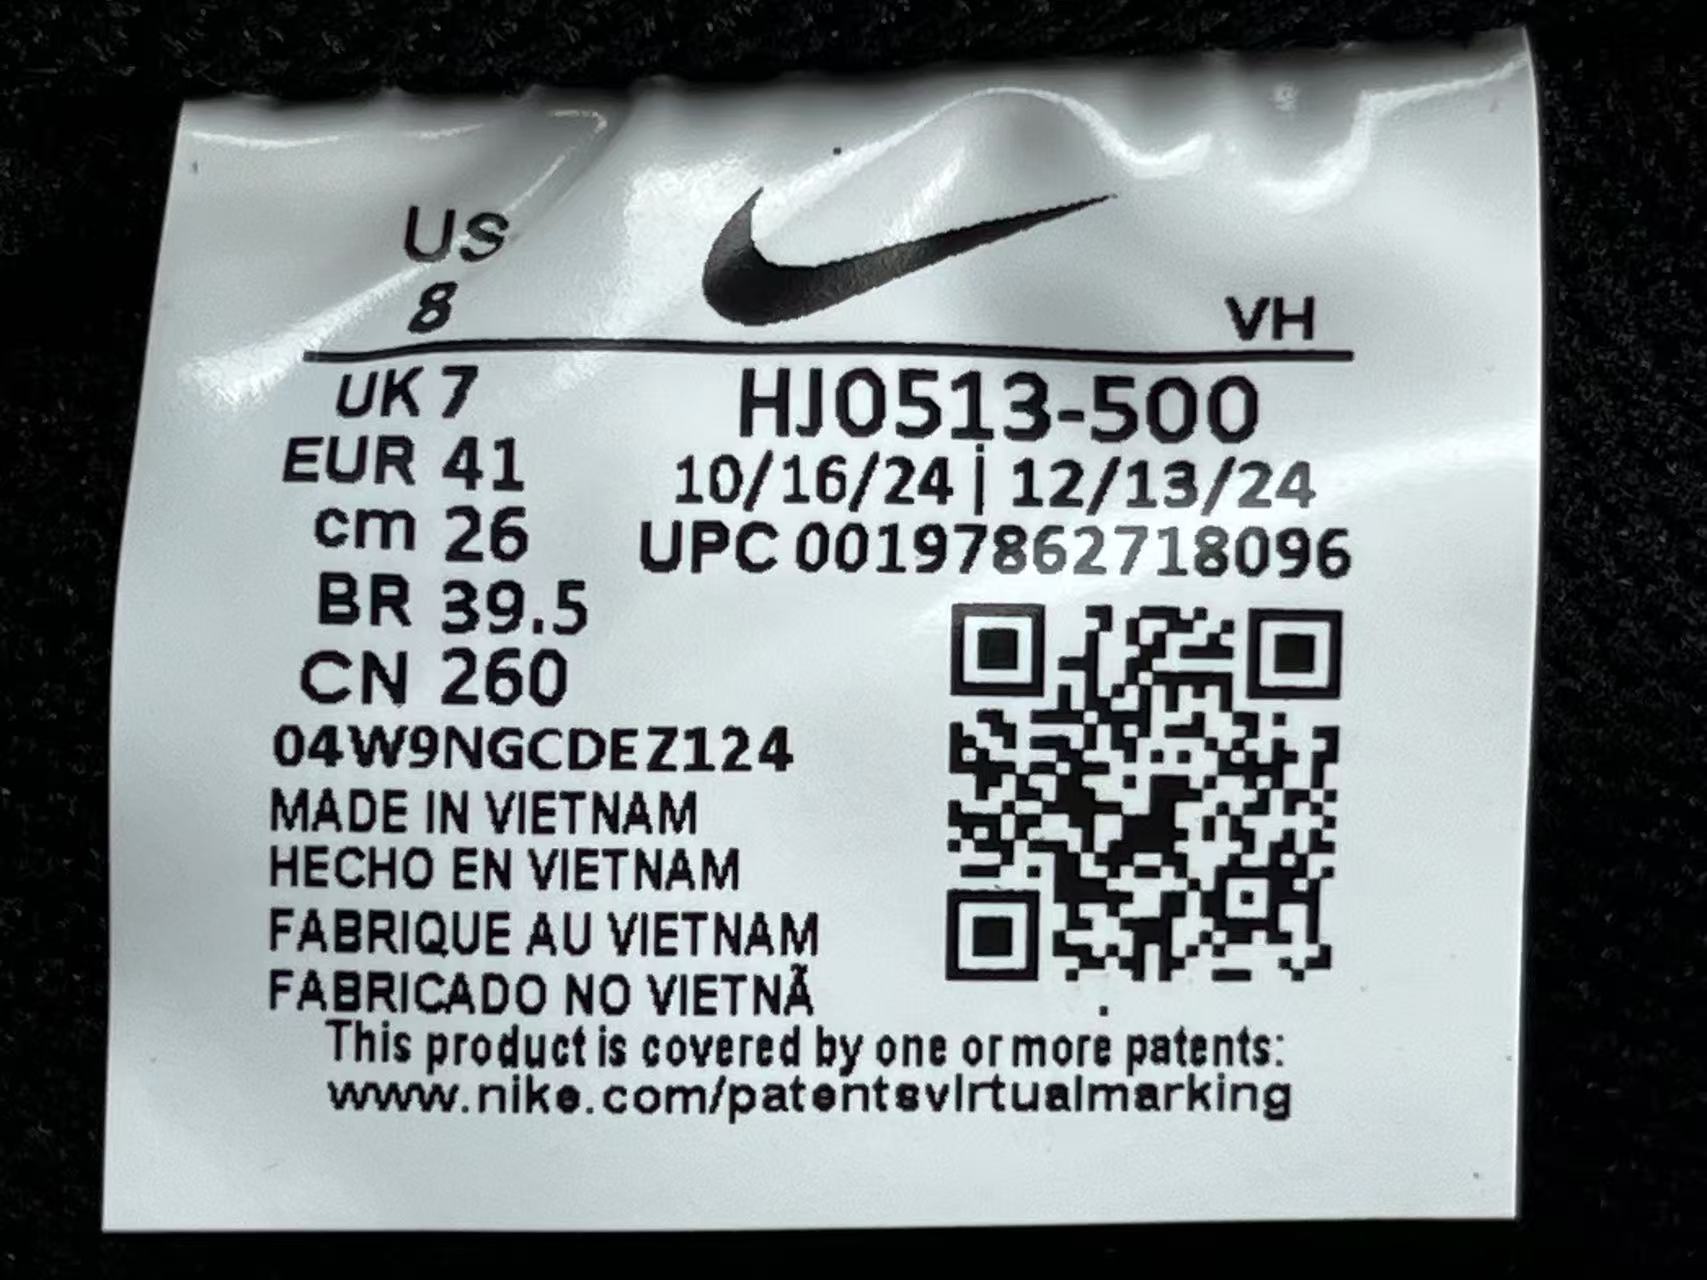 US
8
VH
UK 7
HJ0513-500
EUR 41
10/16/24 | 12/13/24
cm 26
UPC 00197862718096
BR 39.5
CN 260
04W9NGCDEZ124
MADE IN VIETNAM
HECHO EN VIETNAM
FABRIQUE AU VIETNAM
FABRICADO NO VIETNÃ
This product is covered by one or more patents:
www.nike.com/patentsvirtualmarking